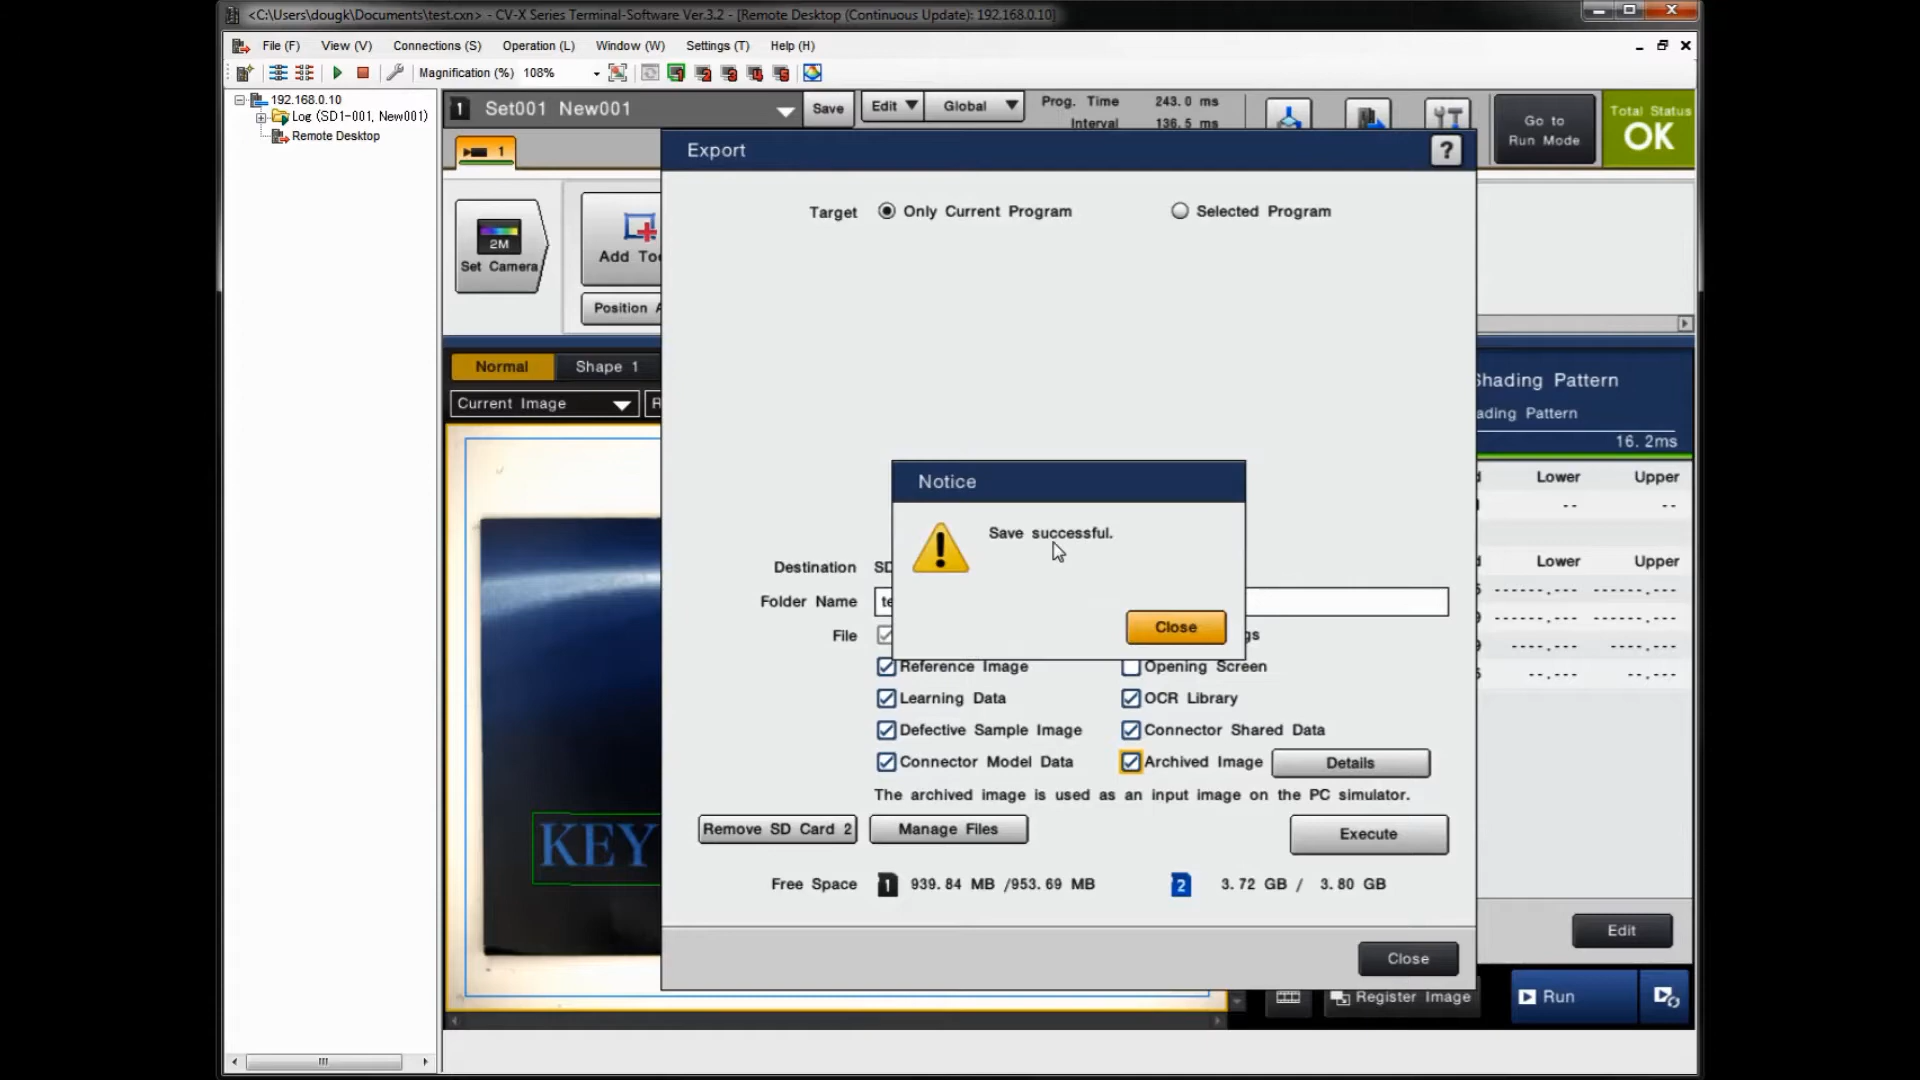 <C:\Users\dougk\Documents\test.cxn> - CV-X Series Terminal-Software Ver.3.2 - [Remote Desktop (Continuous Update): 192.168.0.10]
File (F) View (V) Connections (S) Operation (L) Window (W) Settings (T) Help (H)
Magnification (%) 108%
192.168.0.10
Log (SD1-001, New001)
Remote Desktop
1 Set001 New001 Save Edit Global
Prog. Time 243.0 ms
Interval 136.5 ms
Go to Run Mode
Total Status
OK
1
2M
Set Camera
Add
Position
Export ?
Target Only Current Program Selected Program
Normal Shape 1
Current Image
Shading Pattern
ading Pattern
16.2ms
Lower Upper
-- --
Lower Upper
------.--- ------.---
------.--- ------.---
----.--- ----.---
--.--- --.---
Notice
Save successful.
Close
Destination SD
Folder Name te
File gs
Reference Image Opening Screen
Learning Data OCR Library
Defective Sample Image Connector Shared Data
Connector Model Data Archived Image Details
The archived image is used as an input image on the PC simulator.
Remove SD Card 2 Manage Files Execute
Free Space 1 939.84 MB /953.69 MB 2 3.72 GB / 3.80 GB
KEY
Edit
Close
Register Image Run